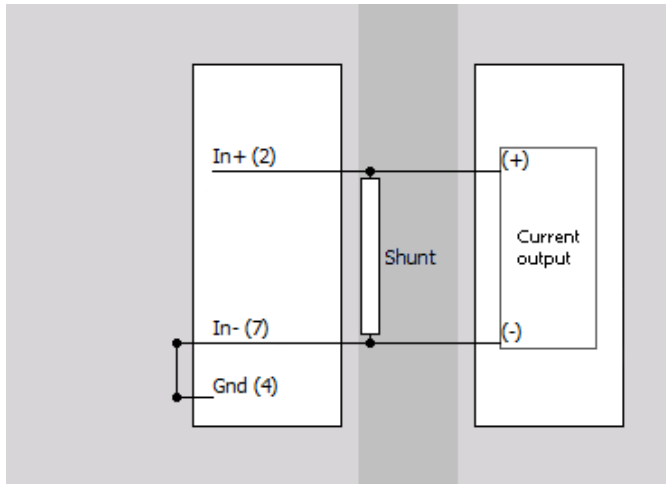 In+ (2)
(+)
Current
output
Shunt
In- (7)
(-)
Gnd (4)